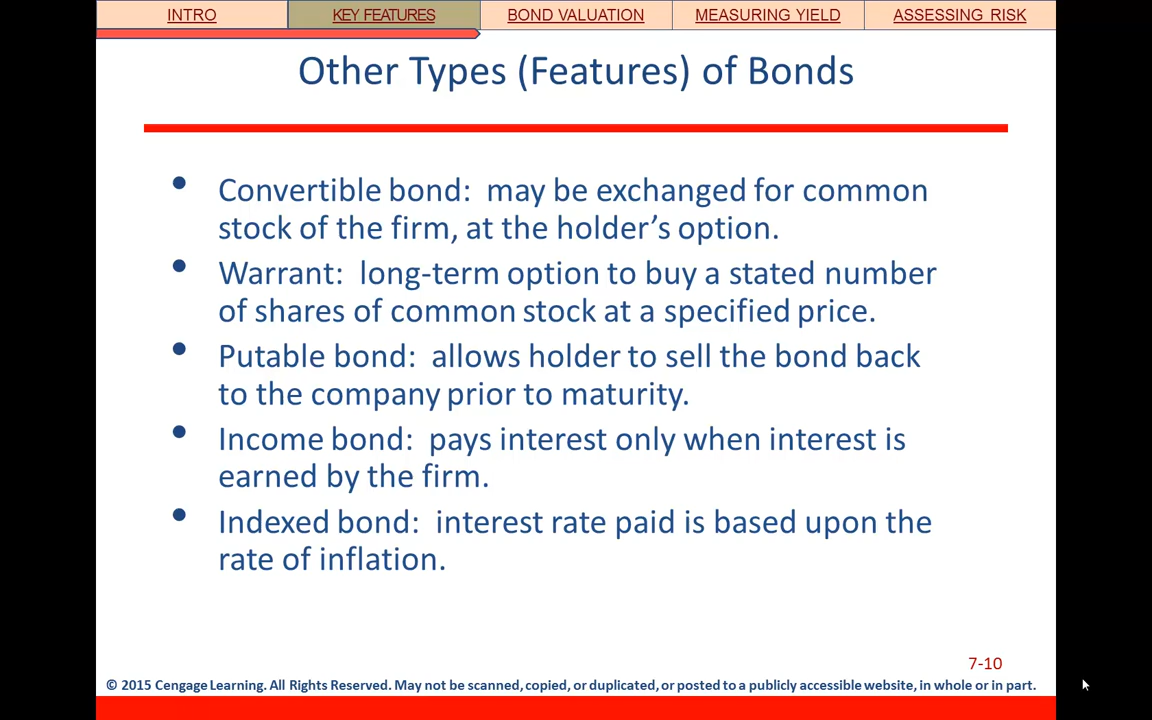 INTRO
KEY FEATURES
BOND VALUATION
MEASURING YIELD
ASSESSING RISK
Other Types (Features) of Bonds
• Convertible bond: may be exchanged for common
stock of the firm, at the holder’s option.
• Warrant: long-term option to buy a stated number
of shares of common stock at a specified price.
• Putable bond: allows holder to sell the bond back
to the company prior to maturity.
• Income bond: pays interest only when interest is
earned by the firm.
• Indexed bond: interest rate paid is based upon the
rate of inflation.
7-10
© 2015 Cengage Learning. All Rights Reserved. May not be scanned, copied, or duplicated, or posted to a publicly accessible website, in whole or in part.